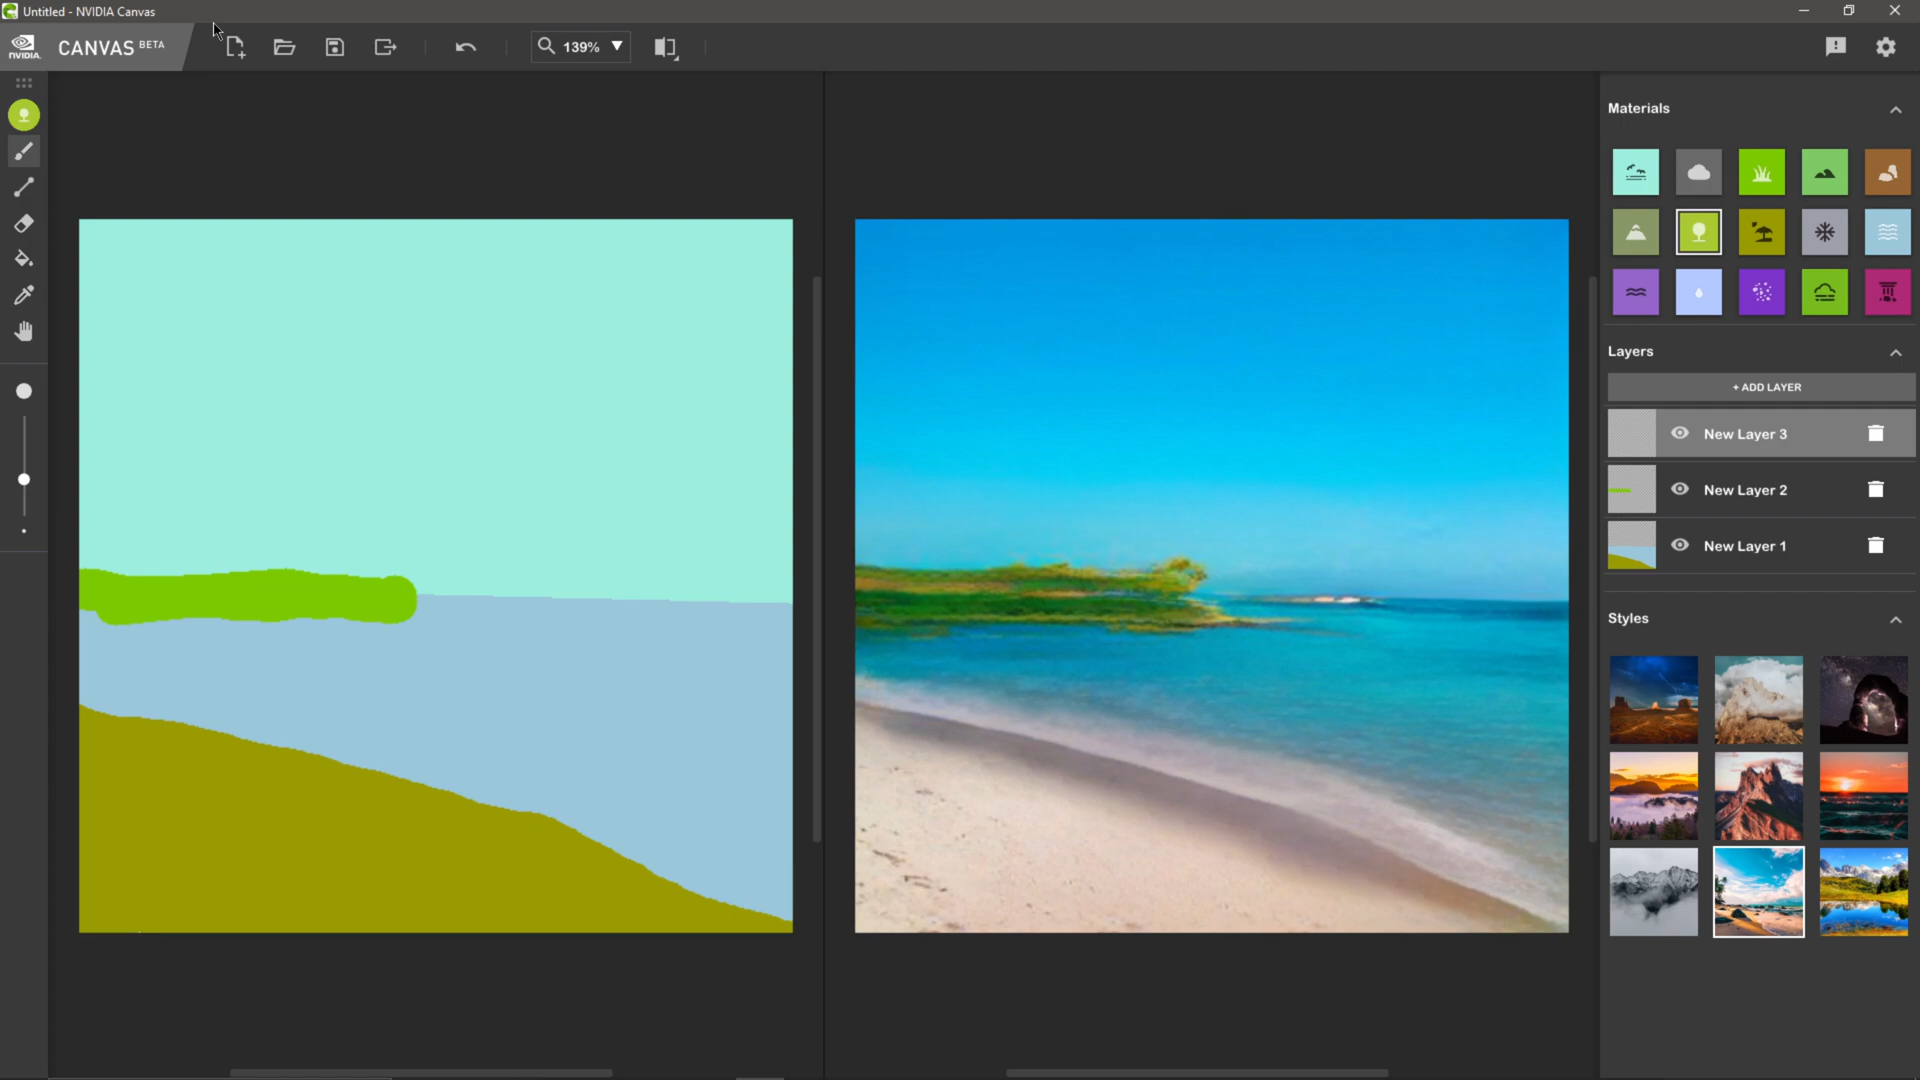 Untitled - NVIDIA Canvas
NVIDIA. CANVAS BETA
139%
Materials
Layers
+ ADD LAYER
New Layer 3
New Layer 2
New Layer 1
Styles